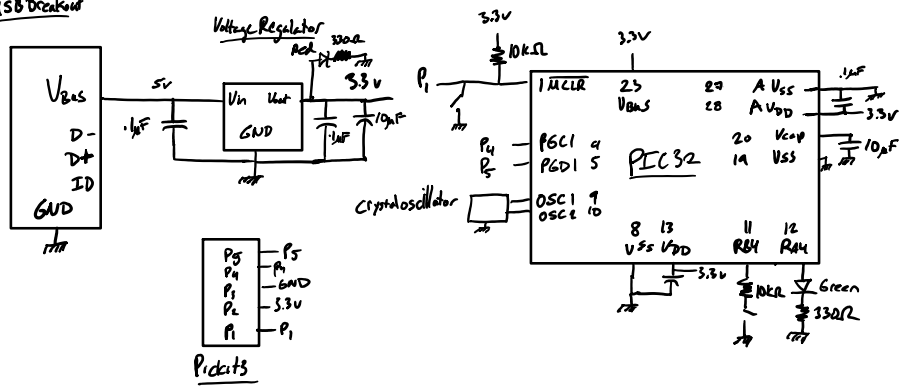 USB Breakout
VBUS
D-
D+
ID
GND
5v
.1µF
Voltage Regulator
Red
330Ω
Vin
Vout
GND
3.3v
.1µF
10µF
3.3v
10kΩ
P1
3.3V
1 MCLR
23
VBUS
27 AVSS
28 AVDD
.1µF
3.3v
20 Vcap
19 VSS
10µF
P4
PGC1 4
P5
PGD1 5
PIC32
Crystal oscillator
OSC1 9
OSC2 10
8
VSS
13
VDD
3.3v
11
RB4
10kΩ
12
RA4
Green
330Ω
P5 P5
P4 P4
P3 GND
P2 3.3V
P1 P1
Pickit3